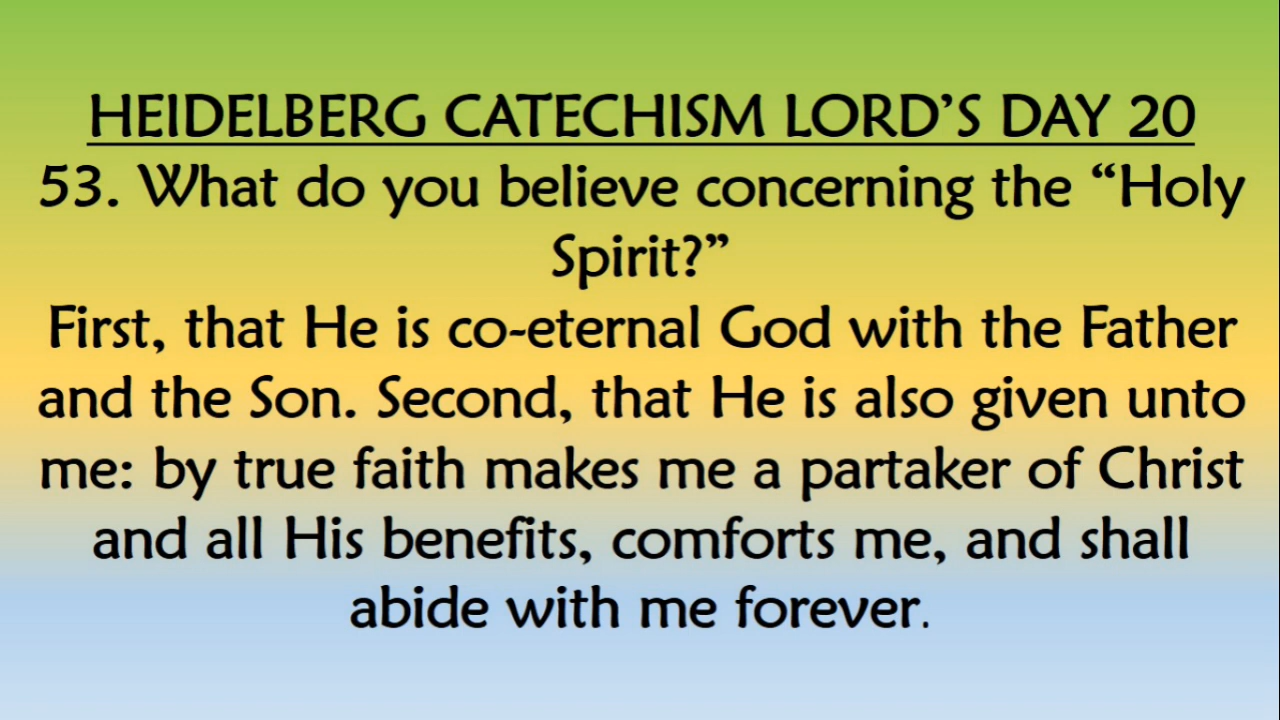 HEIDELBERG CATECHISM LORD’S DAY 20
53. What do you believe concerning the “Holy
Spirit?”
First, that He is co-eternal God with the Father
and the Son. Second, that He is also given unto
me: by true faith makes me a partaker of Christ
and all His benefits, comforts me, and shall
abide with me forever.